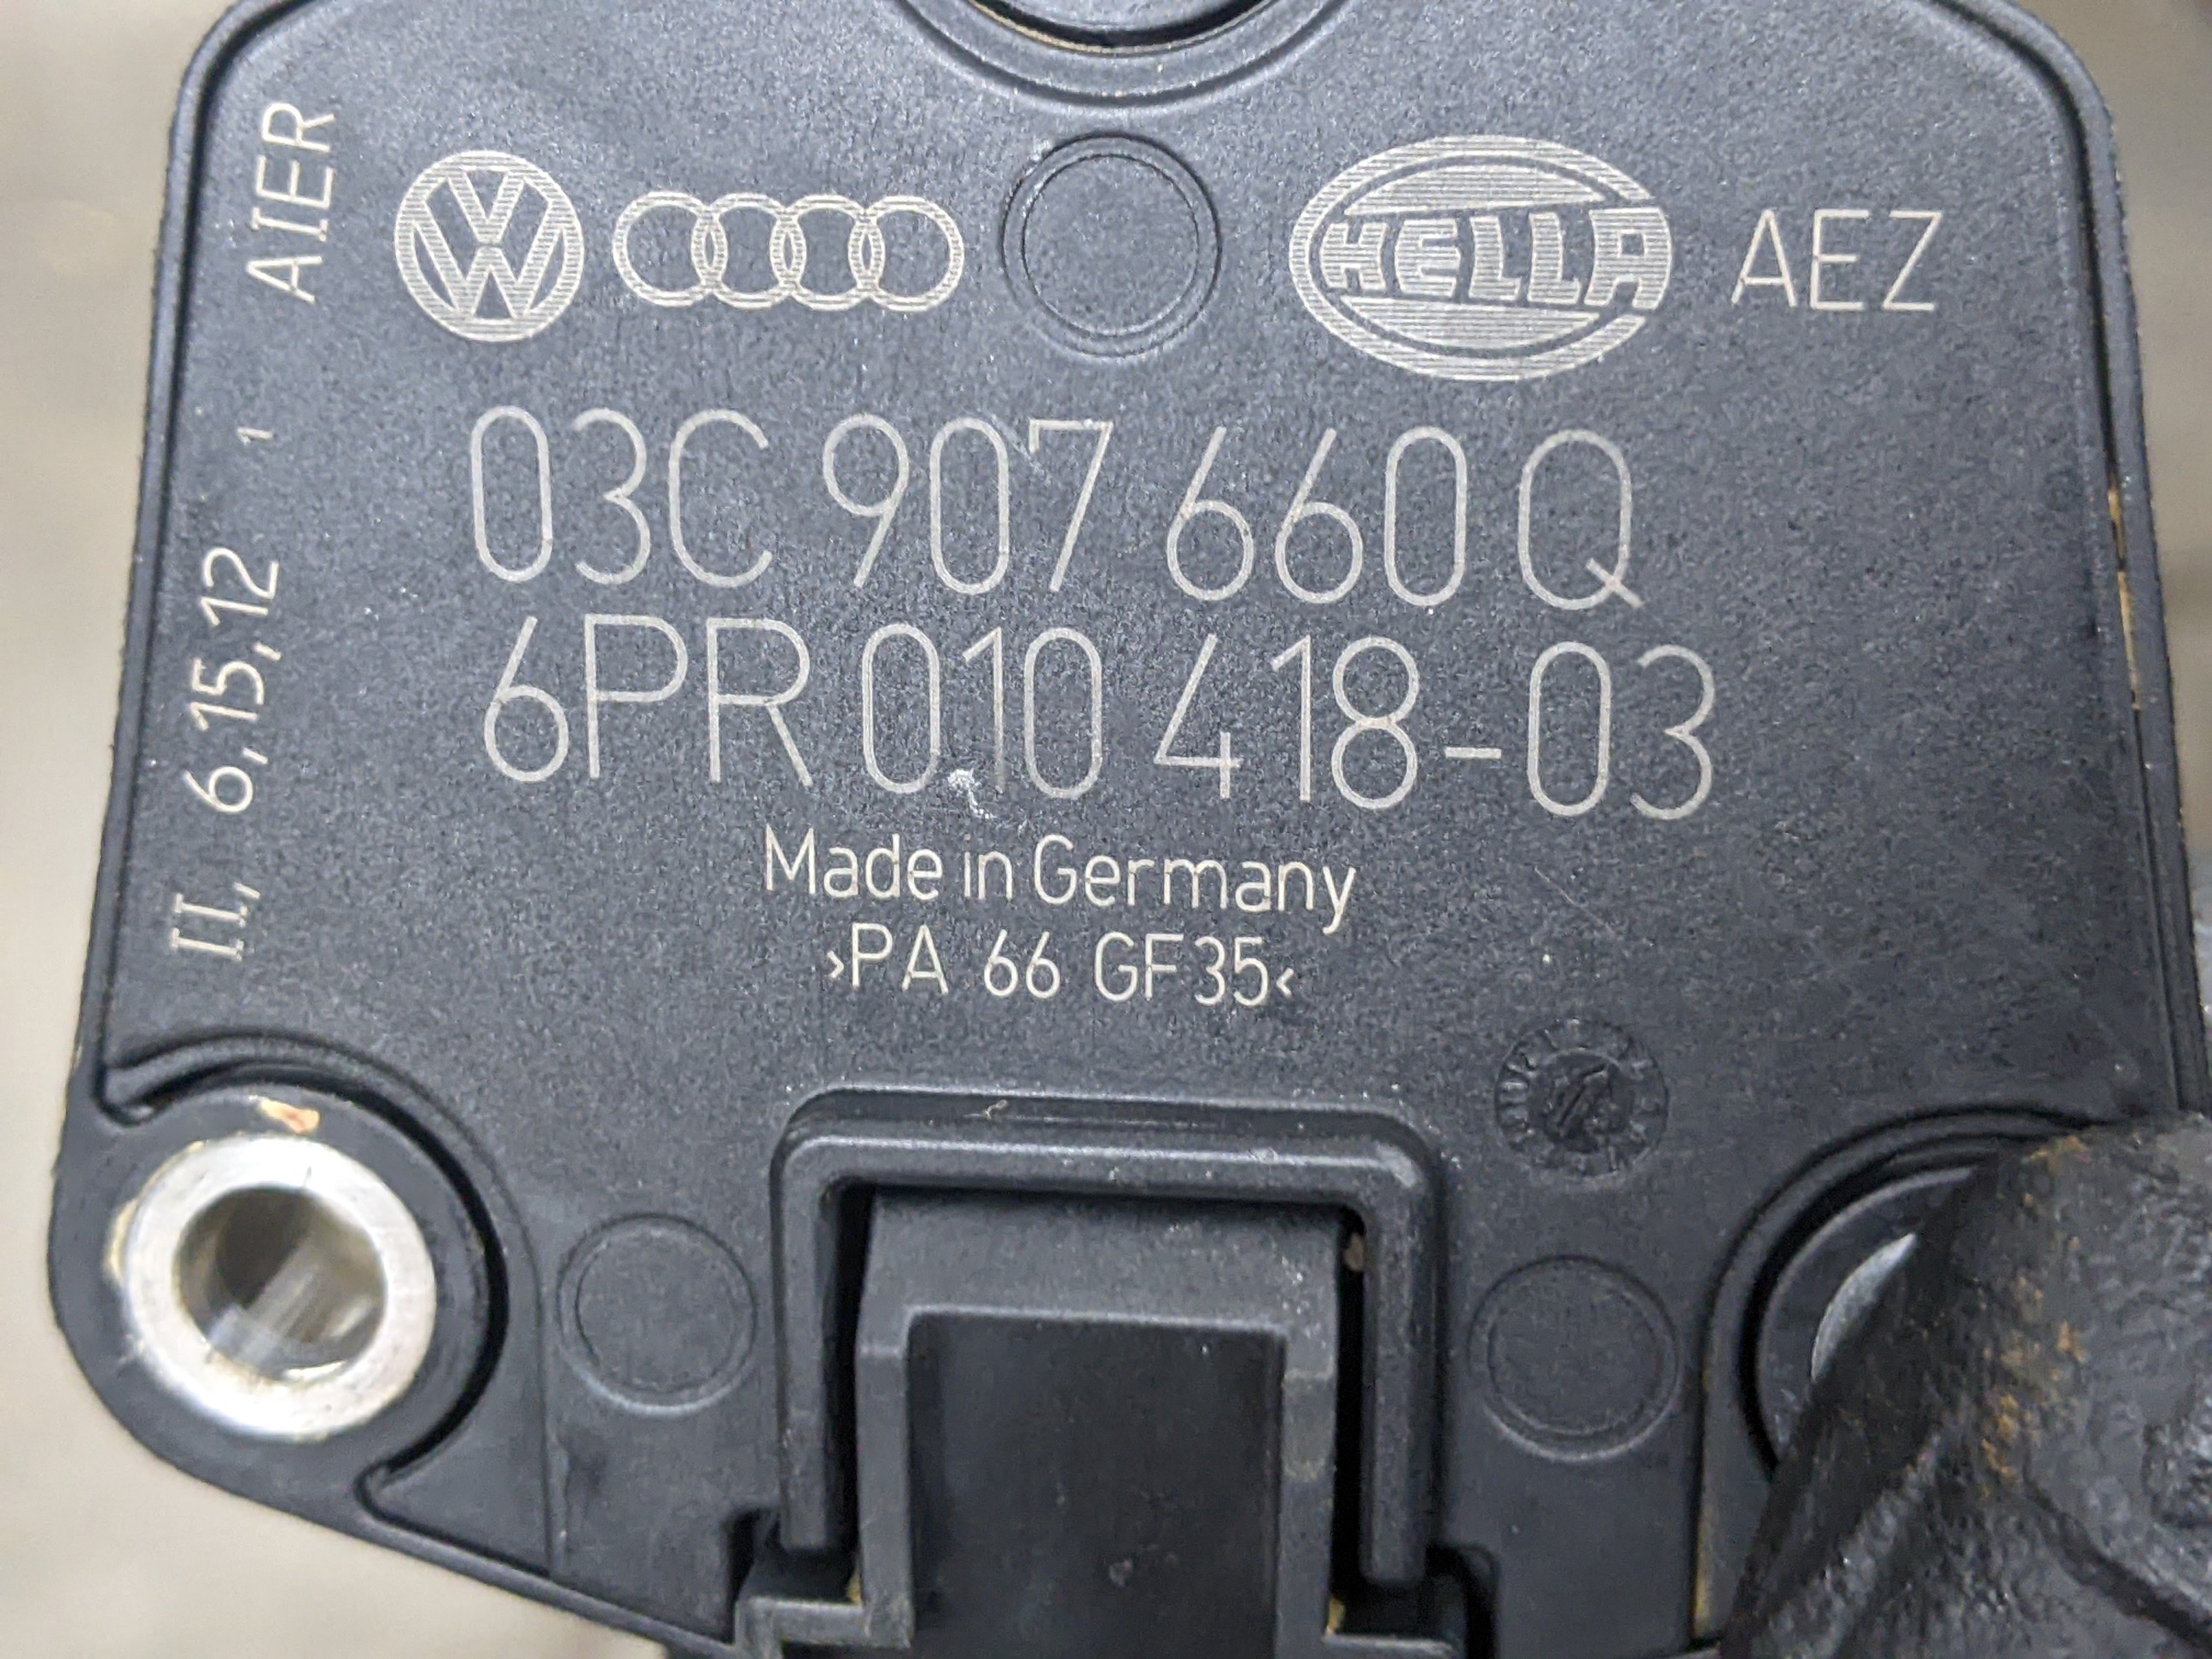 AIER
HELLA
AEZ
03C 907 660 Q
6PR 010 418-03
Made in Germany
›PA 66 GF35‹
II, 6,15,12 1